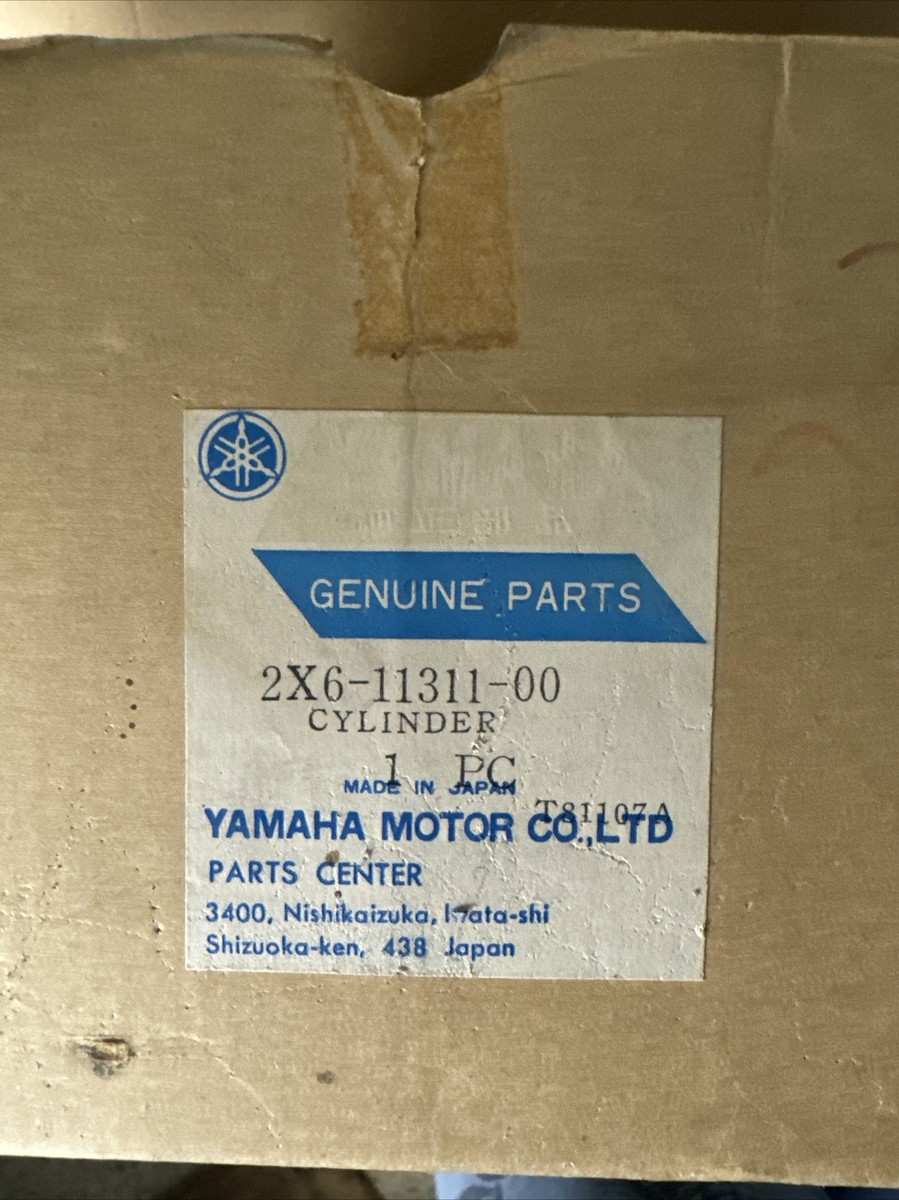 GENUINE PARTS
2X6-11311-00
CYLINDER
1 PC
MADE IN JAPAN
T81107A
YAMAHA MOTOR CO.,LTD
PARTS CENTER
3400, Nishikaizuka, Iwata-shi
Shizuoka-ken, 438 Japan